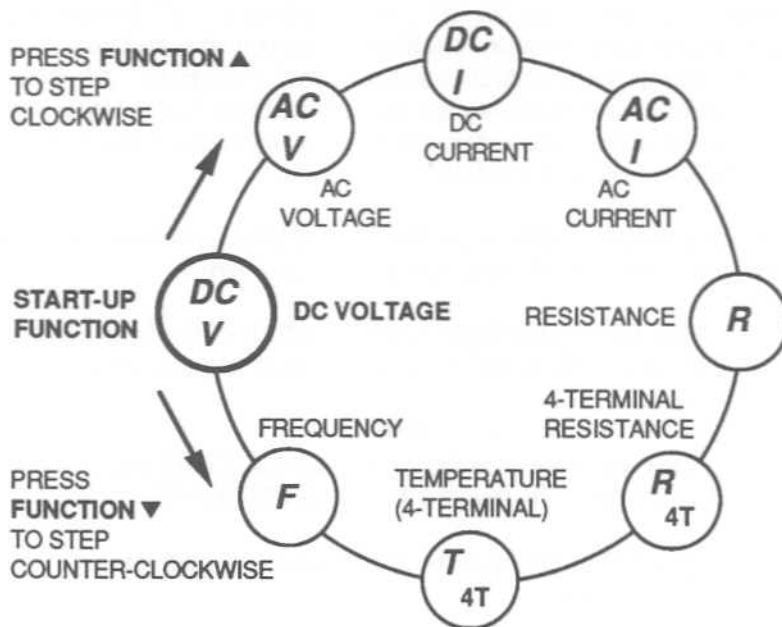 PRESS FUNCTION ▲
TO STEP
CLOCKWISE
DC
I
DC
CURRENT
AC
V
AC
VOLTAGE
AC
I
AC
CURRENT
START-UP
FUNCTION
DC
V
DC VOLTAGE
RESISTANCE
R
4-TERMINAL
RESISTANCE
R
4T
FREQUENCY
F
TEMPERATURE
(4-TERMINAL)
T
4T
PRESS
FUNCTION ▼
TO STEP
COUNTER-CLOCKWISE